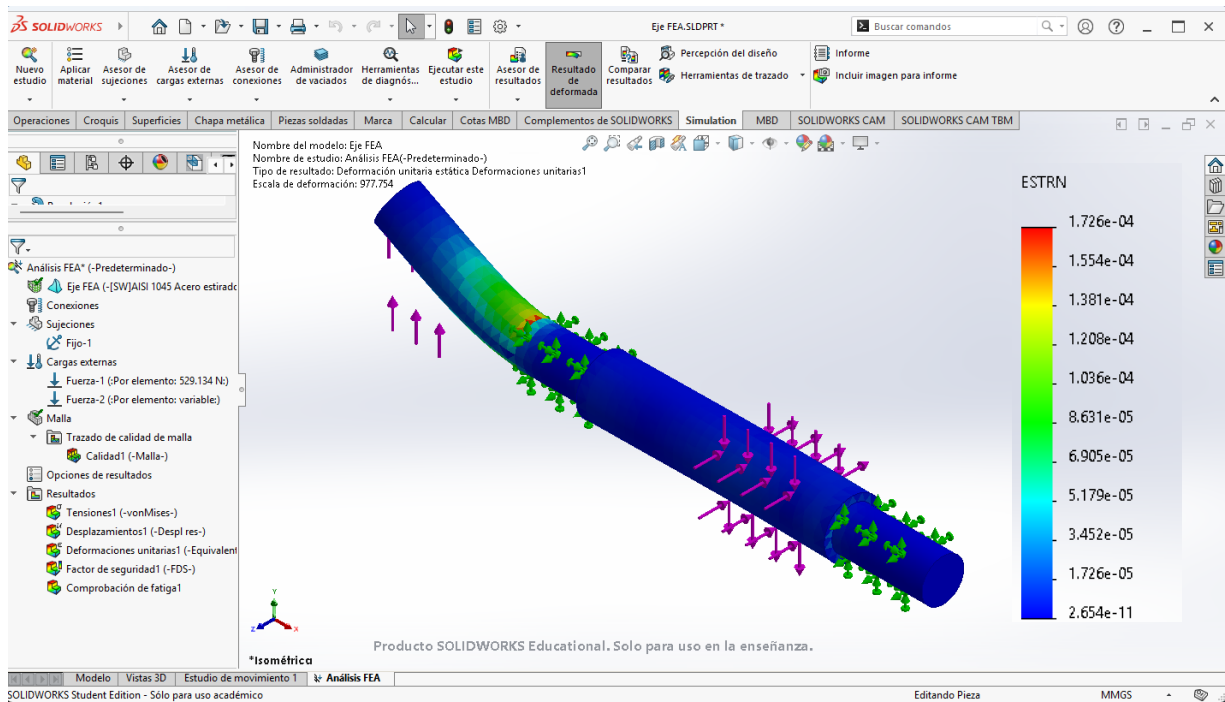 SOLIDWORKS
Eje FEA.SLDPRT *
Buscar comandos
Nuevo estudio
Aplicar material
Asesor de sujeciones
Asesor de cargas externas
Asesor de conexiones
Administrador de vaciados
Herramientas de diagnós...
Ejecutar este estudio
Asesor de resultados
Resultado de deformada
Comparar resultados
Percepción del diseño
Herramientas de trazado
Informe
Incluir imagen para informe
Operaciones Croquis Superficies Chapa metálica Piezas soldadas Marca Calcular Cotas MBD Complementos de SOLIDWORKS Simulation MBD SOLIDWORKS CAM SOLIDWORKS CAM TBM
Nombre del modelo: Eje FEA
Nombre de estudio: Análisis FEA(-Predeterminado-)
Tipo de resultado: Deformación unitaria estática Deformaciones unitarias1
Escala de deformación: 977.754
Análisis FEA* (-Predeterminado-)
Eje FEA (-[SW]AISI 1045 Acero estirado
Conexiones
Sujeciones
Fijo-1
Cargas externas
Fuerza-1 (:Por elemento: 529.134 N:)
Fuerza-2 (:Por elemento: variable:)
Malla
Trazado de calidad de malla
Calidad1 (-Malla-)
Opciones de resultados
Resultados
Tensiones1 (-vonMises-)
Desplazamientos1 (-Despl res-)
Deformaciones unitarias1 (-Equivalent
Factor de seguridad1 (-FDS-)
Comprobación de fatiga1
ESTRN
1.726e-04
1.554e-04
1.381e-04
1.208e-04
1.036e-04
8.631e-05
6.905e-05
5.179e-05
3.452e-05
1.726e-05
2.654e-11
Y
Z
X
Producto SOLIDWORKS Educational. Solo para uso en la enseñanza.
*Isométrica
Modelo Vistas 3D Estudio de movimiento 1 Análisis FEA
SOLIDWORKS Student Edition - Sólo para uso académico
Editando Pieza
MMGS